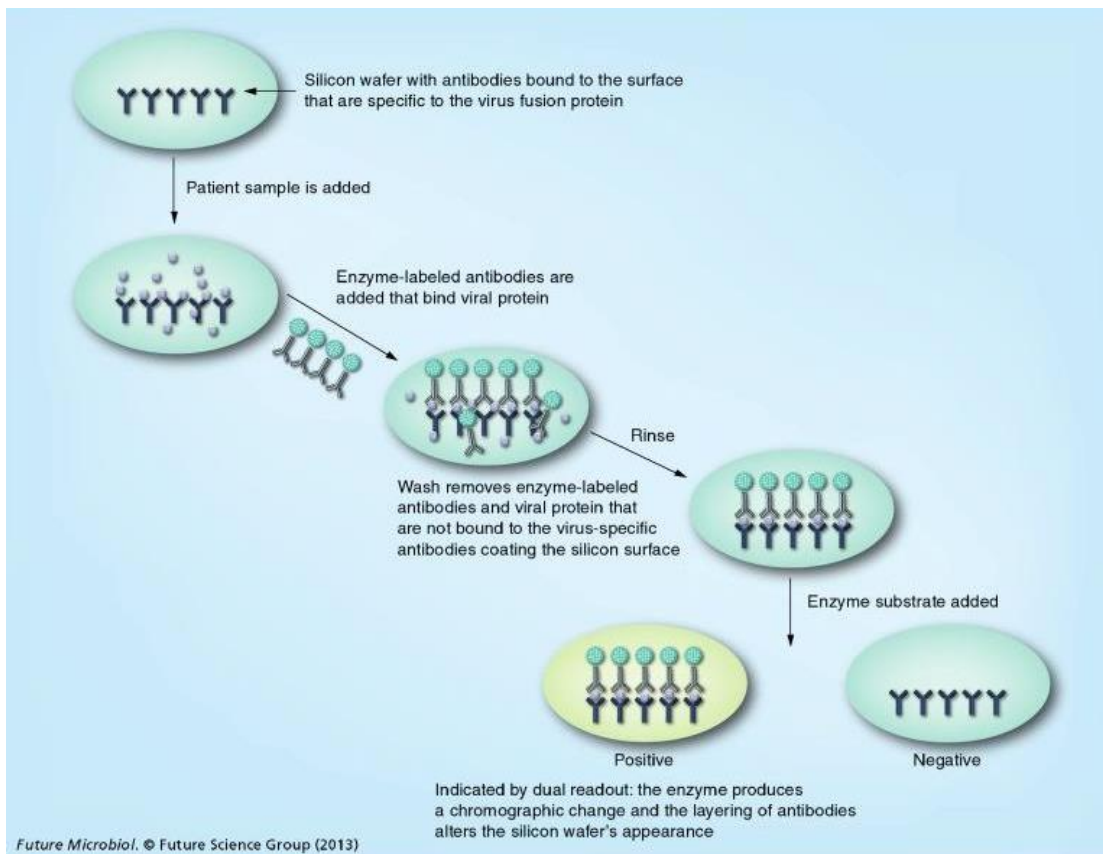 Silicon wafer with antibodies bound to the surface
that are specific to the virus fusion protein
Patient sample is added
Enzyme-labeled antibodies are
added that bind viral protein
Rinse
Wash removes enzyme-labeled
antibodies and viral protein that
are not bound to the virus-specific
antibodies coating the silicon surface
Enzyme substrate added
Positive
Negative
Indicated by dual readout: the enzyme produces
a chromographic change and the layering of antibodies
alters the silicon wafer's appearance
Future Microbiol. © Future Science Group (2013)